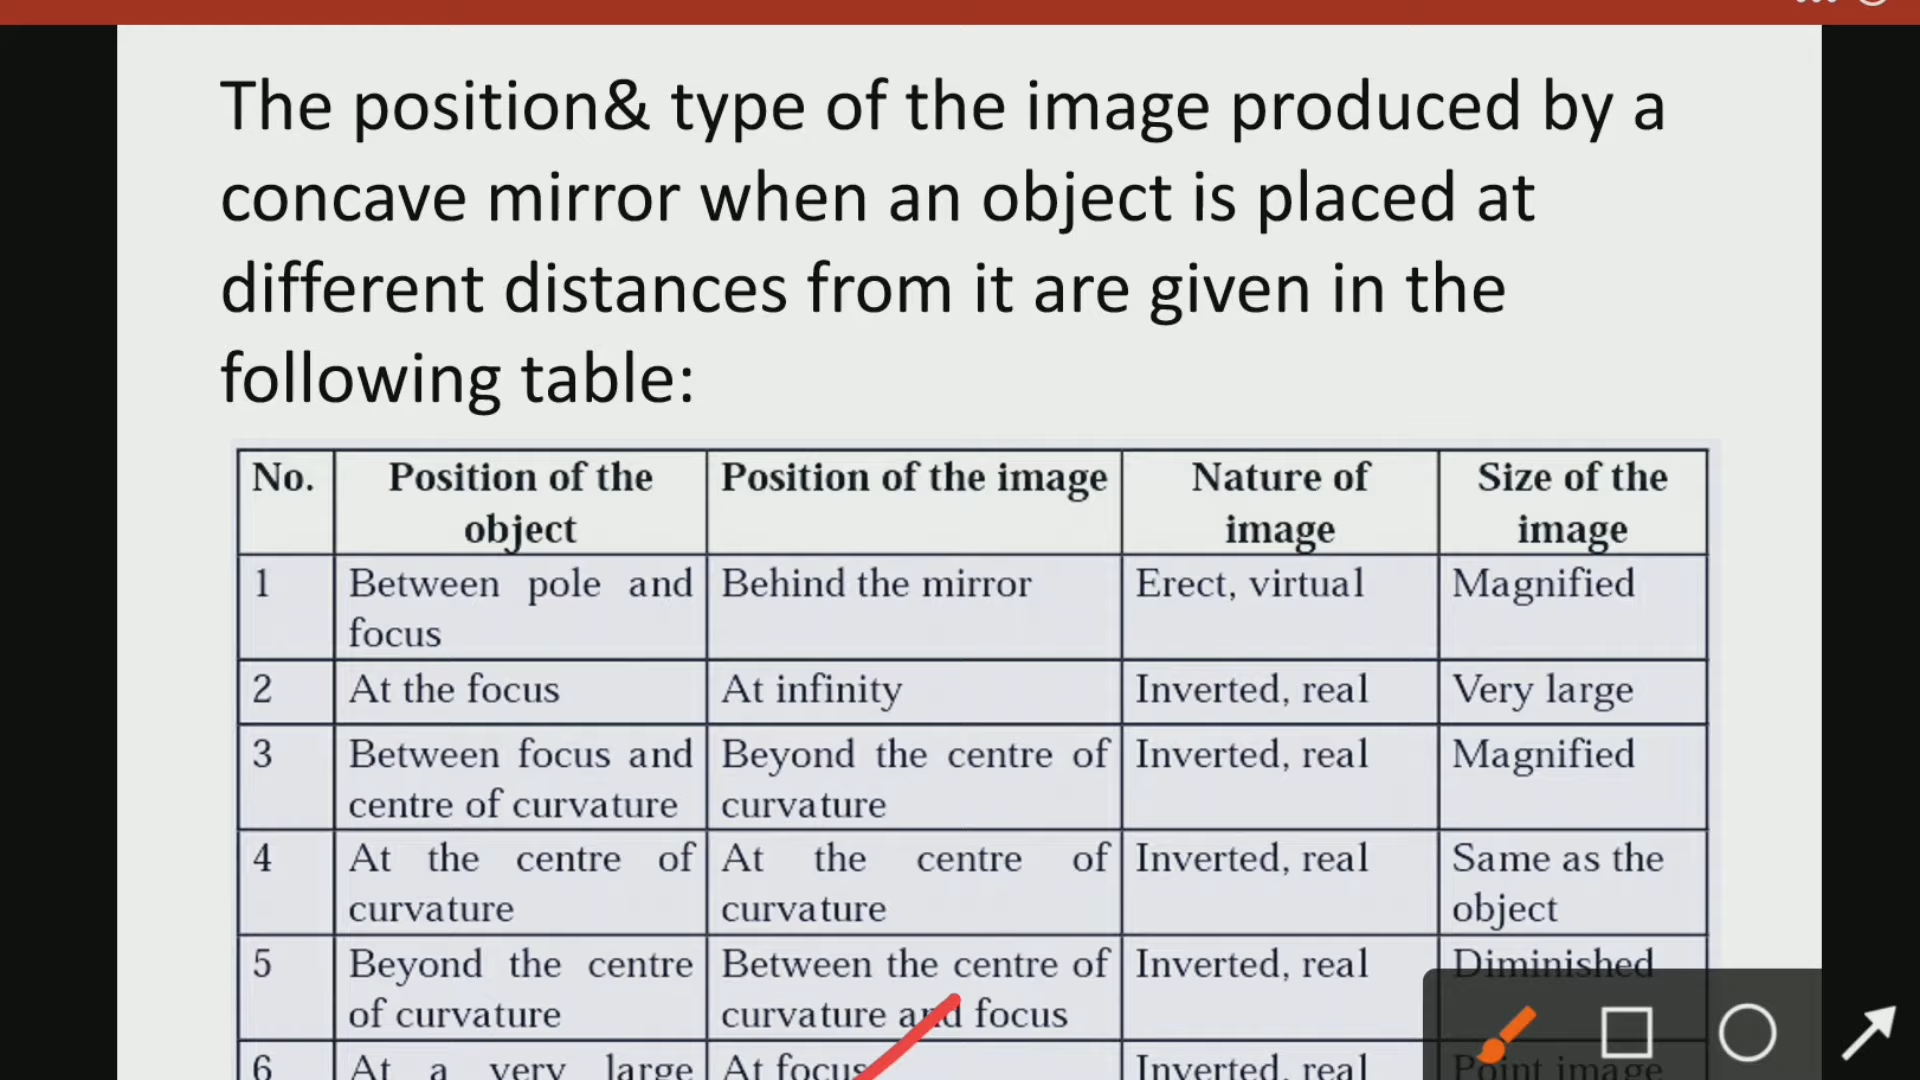 The position& type of the image produced by a
concave mirror when an object is placed at
different distances from it are given in the
following table:
No. Position of the object Position of the image Nature of image Size of the image
1 Between pole and focus Behind the mirror Erect, virtual Magnified
2 At the focus At infinity Inverted, real Very large
3 Between focus and centre of curvature Beyond the centre of curvature Inverted, real Magnified
4 At the centre of curvature At the centre of curvature Inverted, real Same as the object
5 Beyond the centre of curvature Between the centre of curvature and focus Inverted, real Diminished
6 At a very large At focus Inverted, real Point image